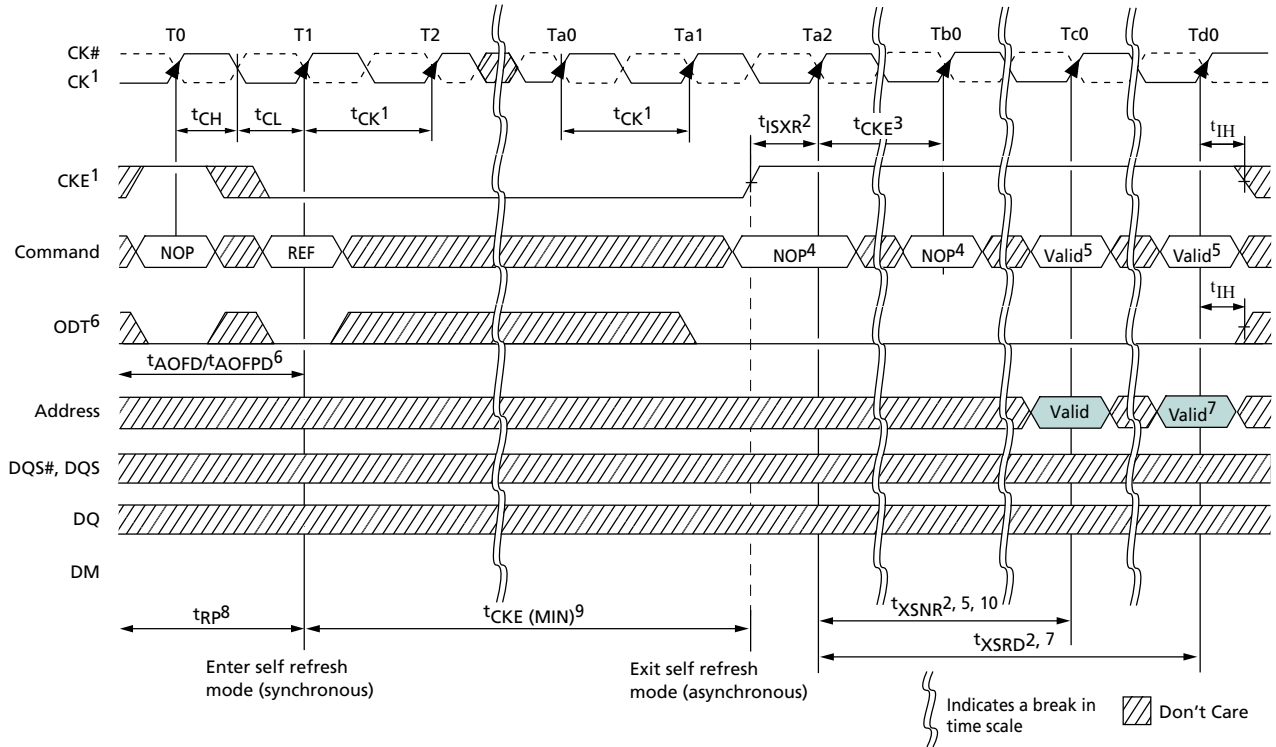 T0 T1 T2 Ta0 Ta1 Ta2 Tb0 Tc0 Td0
CK#
CK¹
tCH tCL tCK¹ tCK¹ tISXR² tCKE³ tIH
CKE¹
Command NOP REF NOP⁴ NOP⁴ Valid⁵ Valid⁵
tIH
ODT⁶
tAOFD/tAOFPD⁶
Address Valid Valid⁷
DQS#, DQS
DQ
DM
tRP⁸ tCKE (MIN)⁹ tXSNR², ⁵, ¹⁰
tXSRD², ⁷
Enter self refresh
mode (synchronous)
Exit self refresh
mode (asynchronous)
Indicates a break in
time scale
Don't Care